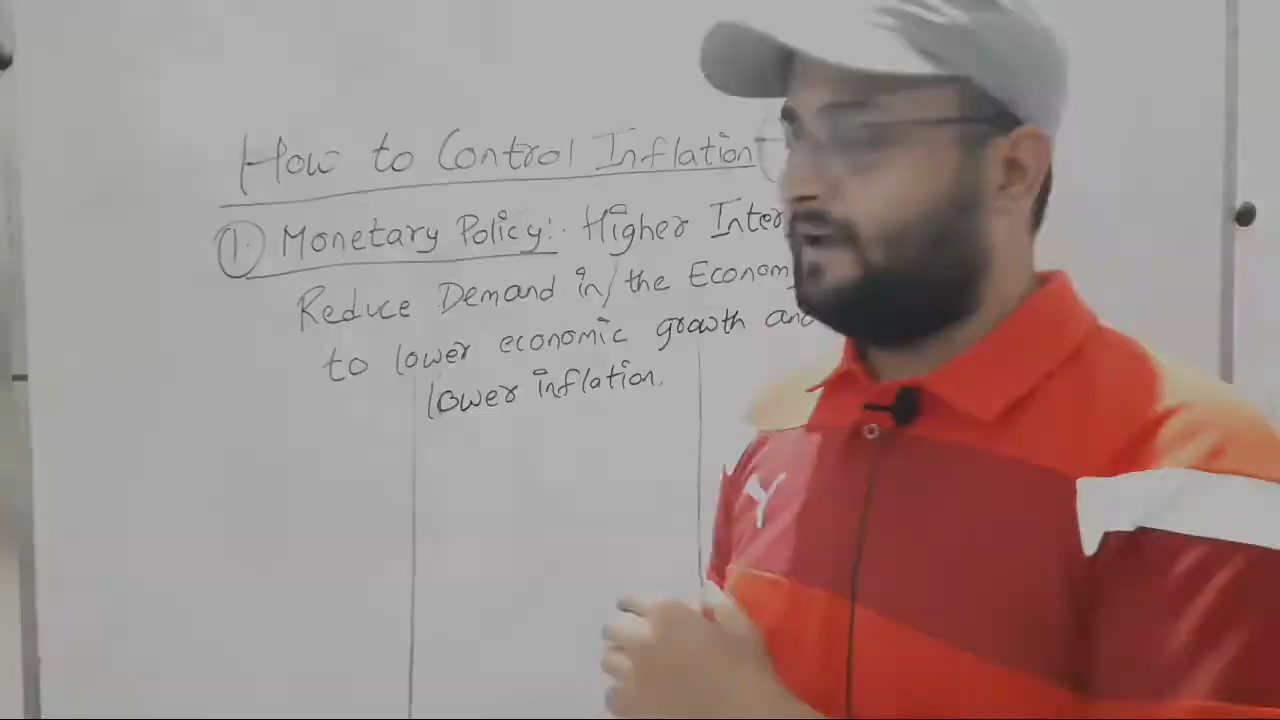 How to Control Inflation
①. Monetary Policy:- Higher Inter
Reduce Demand in/the Econom
to lower economic growth and
lower inflation.